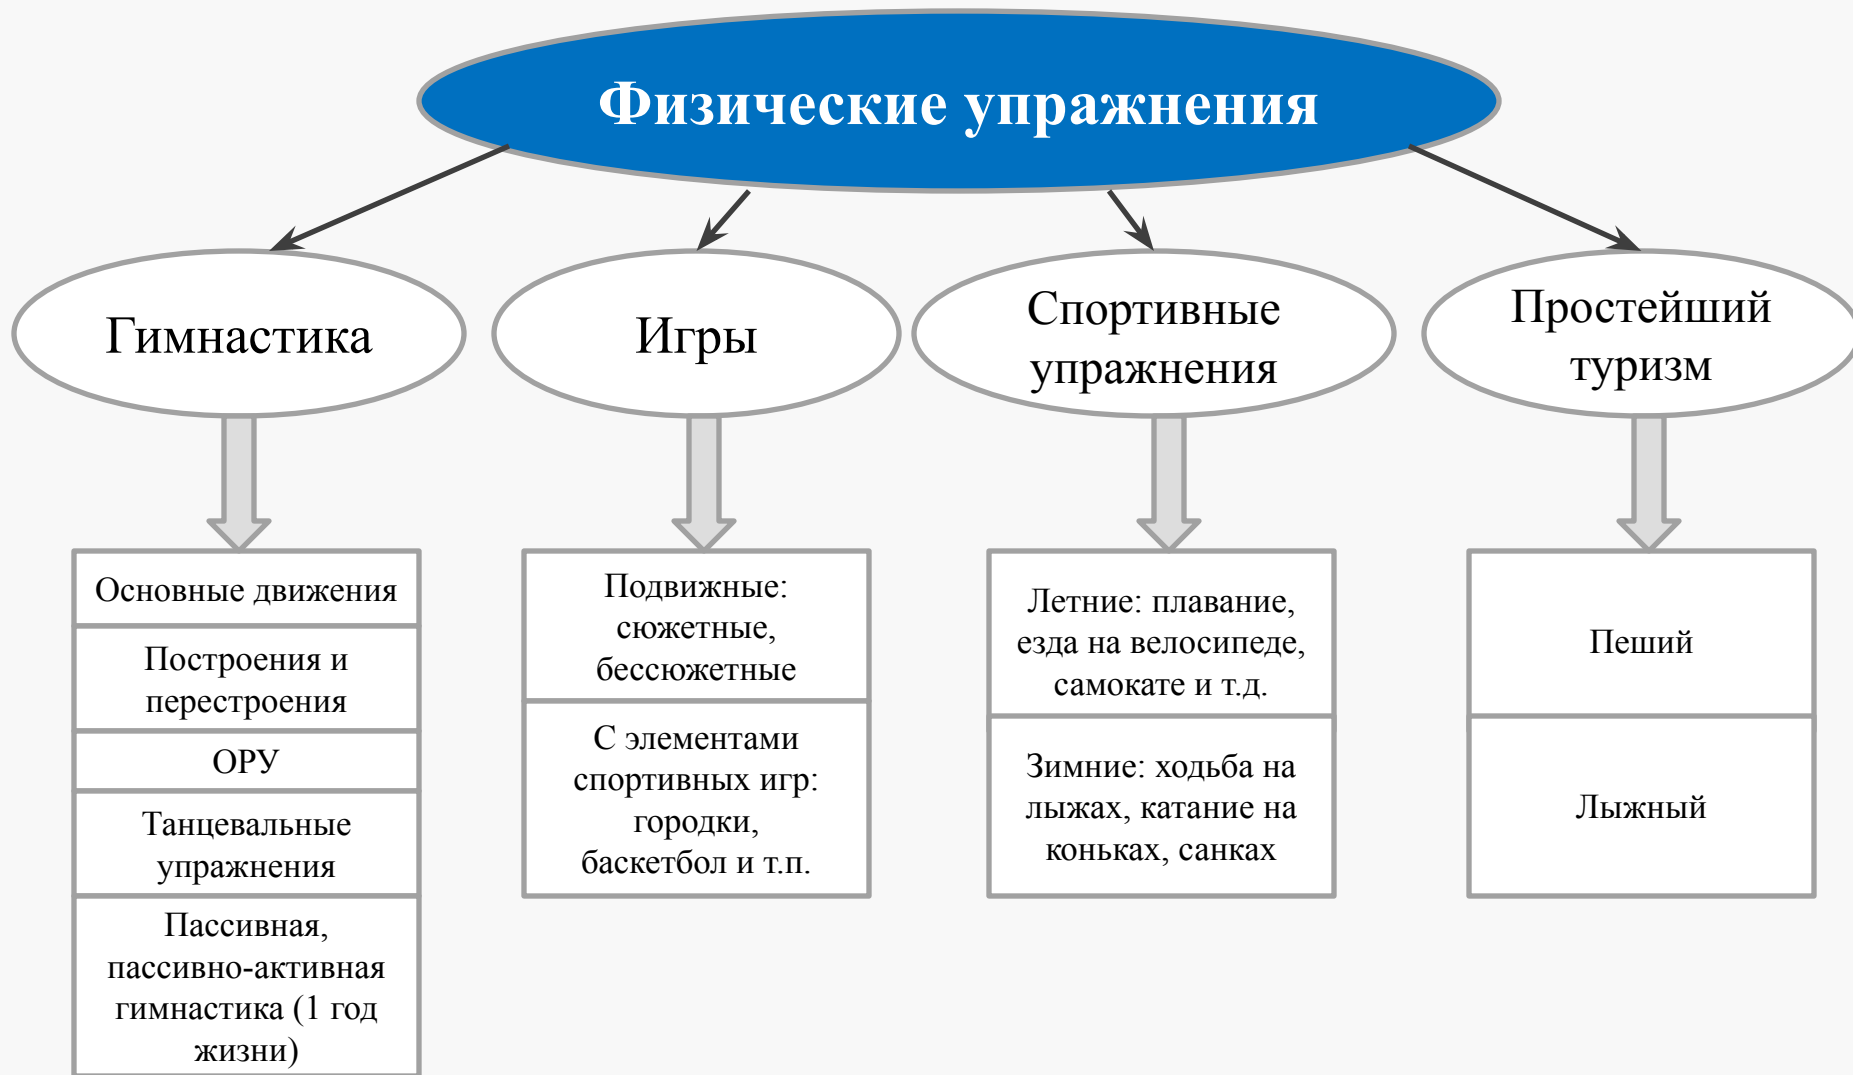 Физические упражнения
Гимнастика
Игры
Спортивные
упражнения
Простейший
туризм
Основные движения
Построения и
перестроения
ОРУ
Танцевальные
упражнения
Пассивная,
пассивно-активная
гимнастика (1 год
жизни)
Подвижные:
сюжетные,
бессюжетные
С элементами
спортивных игр:
городки,
баскетбол и т.п.
Летние: плавание,
езда на велосипеде,
самокате и т.д.
Зимние: ходьба на
лыжах, катание на
коньках, санках
Пеший
Лыжный